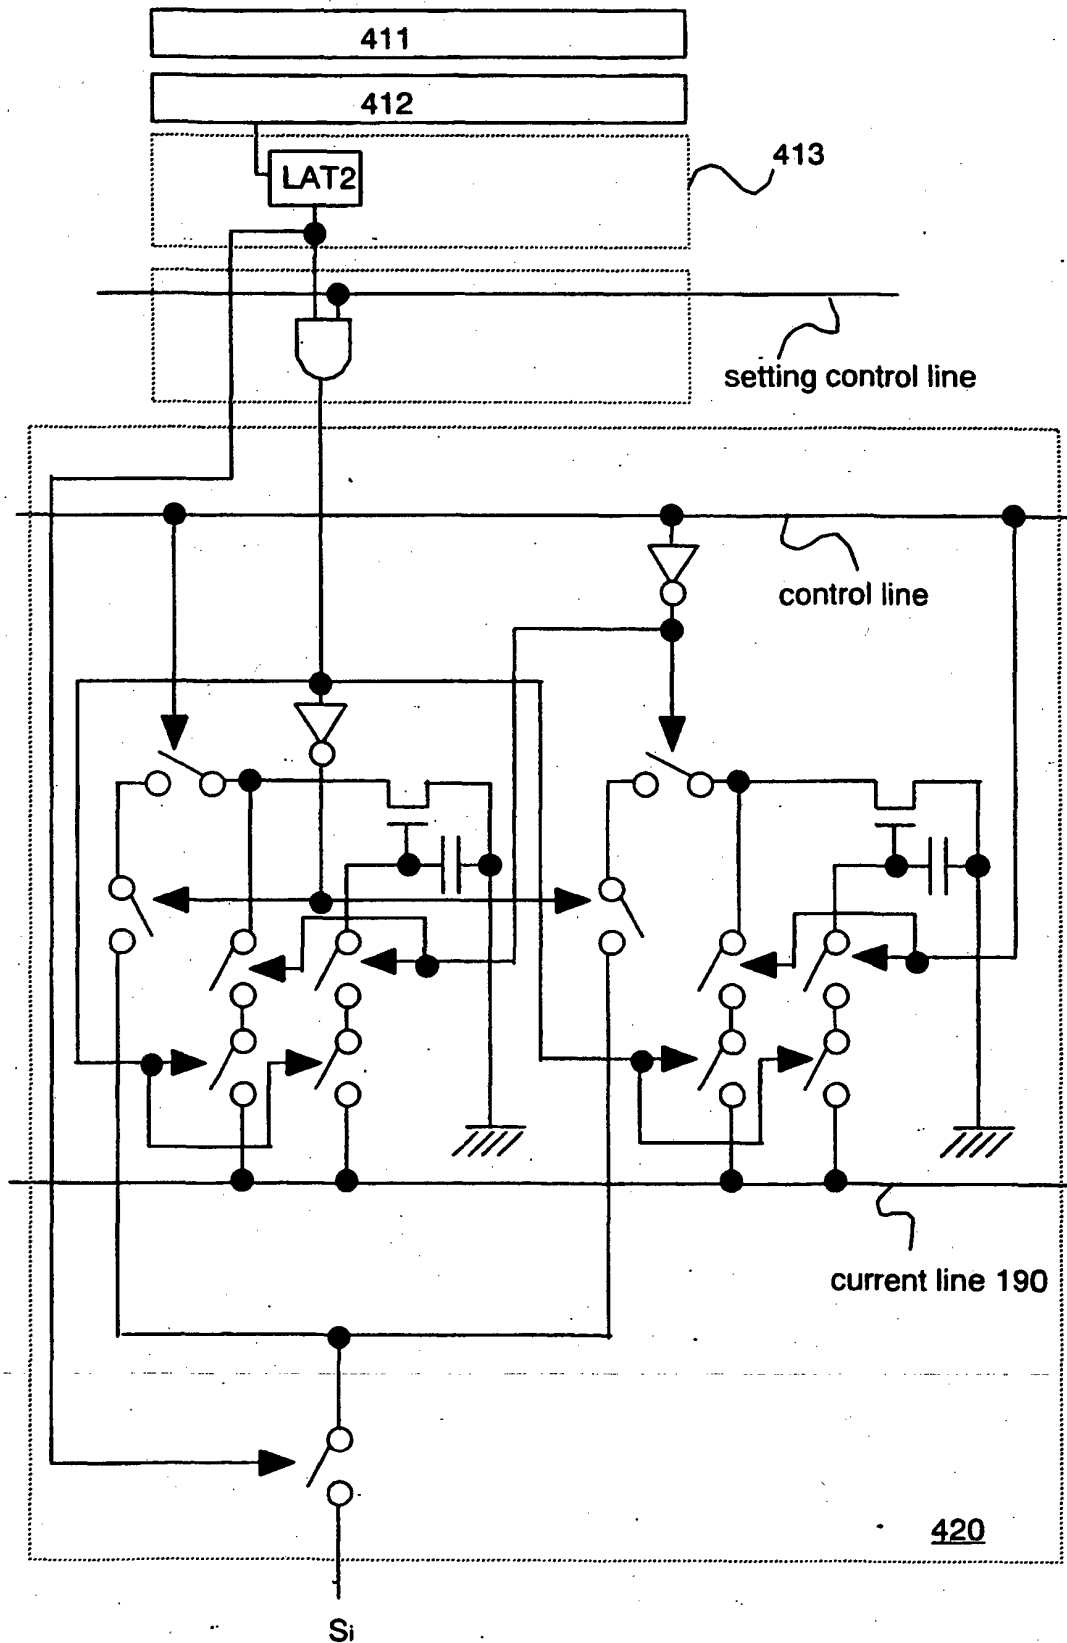 411
412
LAT2
413
setting control line
control line
current line 190
420
Si